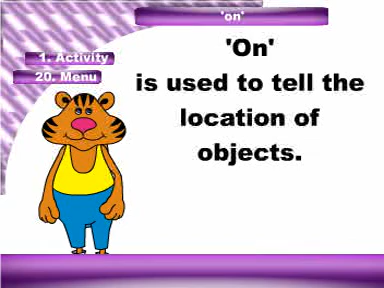 'on'
1. Activity
20. Menu
'On'
is used to tell the
location of
objects.